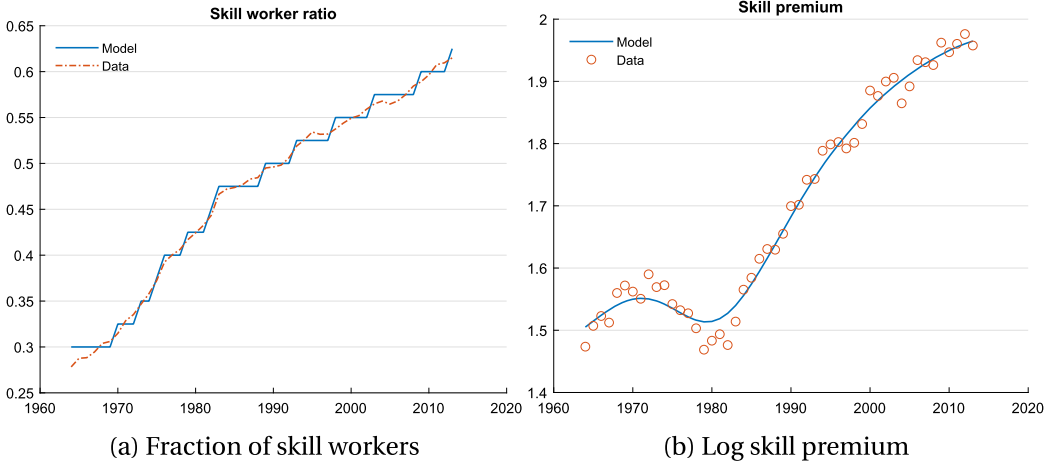 Skill worker ratio
0.65
0.6
0.55
0.5
0.45
0.4
0.35
0.3
0.25
1960 1970 1980 1990 2000 2010 2020
Model
Data
(a) Fraction of skill workers
Skill premium
2
1.9
1.8
1.7
1.6
1.5
1.4
1960 1970 1980 1990 2000 2010 2020
Model
Data
(b) Log skill premium